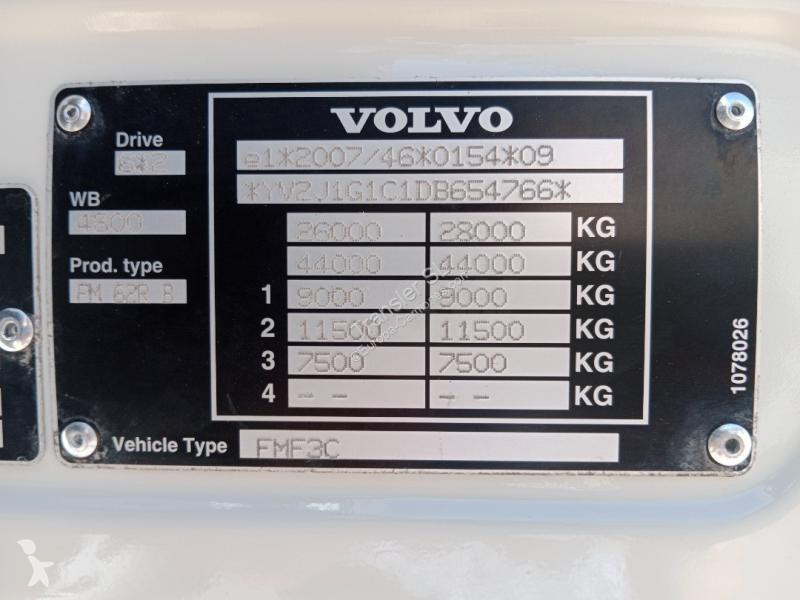 VOLVO
Drive
6*2
e1*2007/46*0154*09
WB
*YV2J1G1C1DB654766*
4300
26000 28000 KG
Prod. type
44000 44000 KG
FM 62R B
1 9000 9000 KG
2 11500 11500 KG
3 7500 7500 KG
4 -- -- KG
Vehicle Type FMF3C
1078026